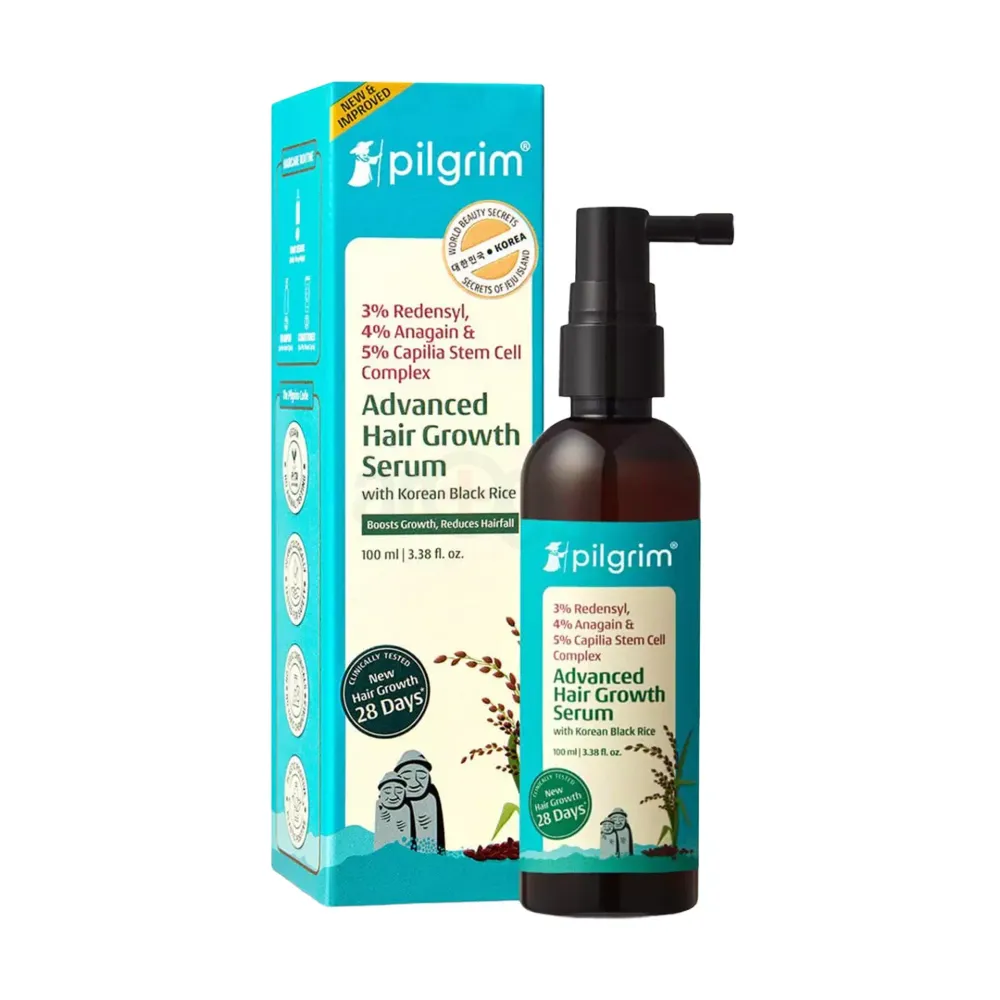 NEW &
IMPROVED
pilgrim®
WORLD BEAUTY SECRETS
대한민국 • KOREA
SECRETS OF JEJU ISLAND
3% Redensyl,
4% Anagain &
5% Capilia Stem Cell
Complex
Advanced
Hair Growth
Serum
with Korean Black Rice
Boosts Growth, Reduces Hairfall
100 ml | 3.38 fl. oz.
CLINICALLY TESTED
New
Hair Growth
28 Days*
The Pilgrim Code
pilgrim®
3% Redensyl,
4% Anagain &
5% Capilia Stem Cell
Complex
Advanced
Hair Growth
Serum
with Korean Black Rice
100 ml | 3.38 fl. oz.
CLINICALLY TESTED
New
Hair Growth
28 Days*